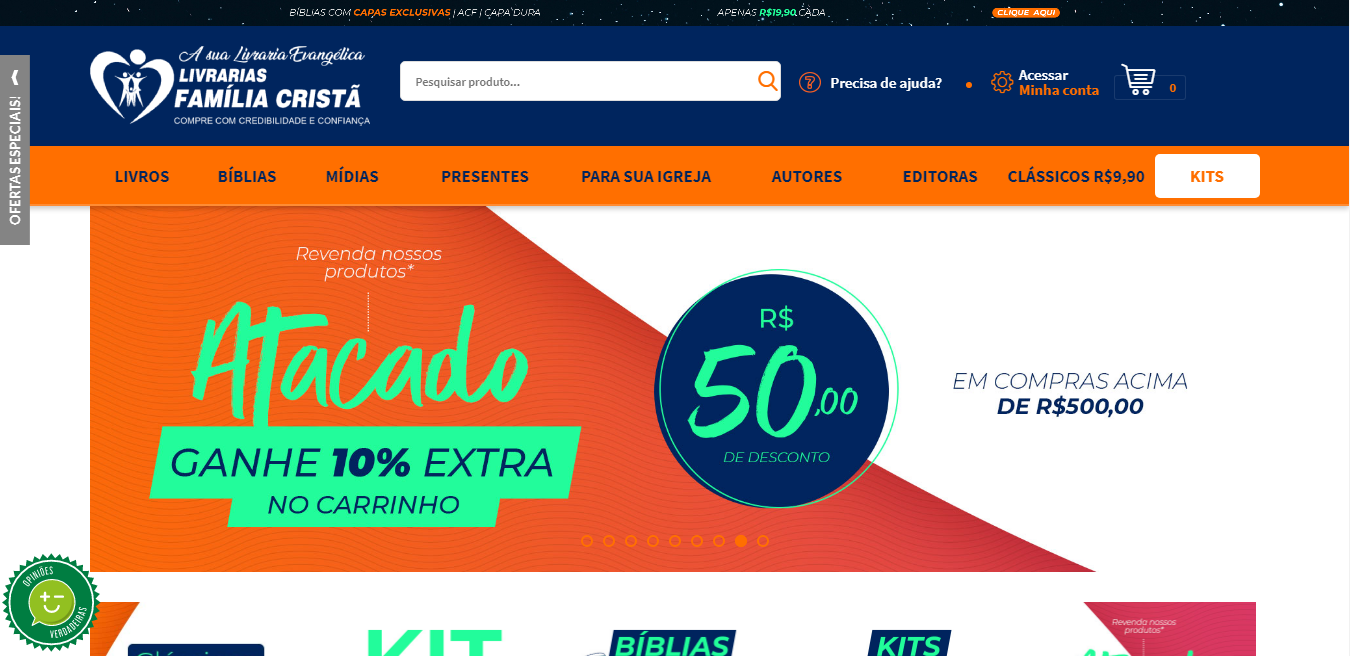 BÍBLIAS COM CAPAS EXCLUSIVAS | ACF | CAPA DURA
APENAS R$19,90 CADA
CLIQUE AQUI
A sua Livraria Evangélica
LIVRARIAS
FAMÍLIA CRISTÃ
COMPRE COM CREDIBILIDADE E CONFIANÇA
Pesquisar produto...
Precisa de ajuda?
Acessar
Minha conta
0
OFERTAS ESPECIAIS!
LIVROS
BÍBLIAS
MÍDIAS
PRESENTES
PARA SUA IGREJA
AUTORES
EDITORAS
CLÁSSICOS R$9,90
KITS
Revenda nossos
produtos*
Atacado
GANHE 10% EXTRA
NO CARRINHO
R$
50,00
DE DESCONTO
EM COMPRAS ACIMA
DE R$500,00
OPINIÕES
VERDADEIRAS
KIT
BÍBLIAS
KITS
Revenda nossos
produtos*